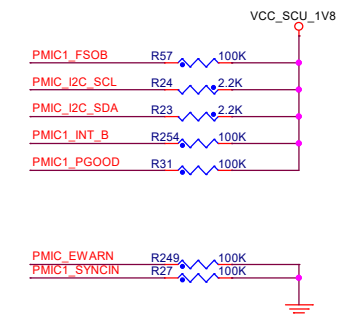 VCC_SCU_1V8
PMIC1_FSOB R57 100K
PMIC_I2C_SCL R24 2.2K
PMIC_I2C_SDA R23 2.2K
PMIC1_INT_B R254 100K
PMIC1_PGOOD R31 100K
PMIC_EWARN R249 100K
PMIC1_SYNCIN R27 100K